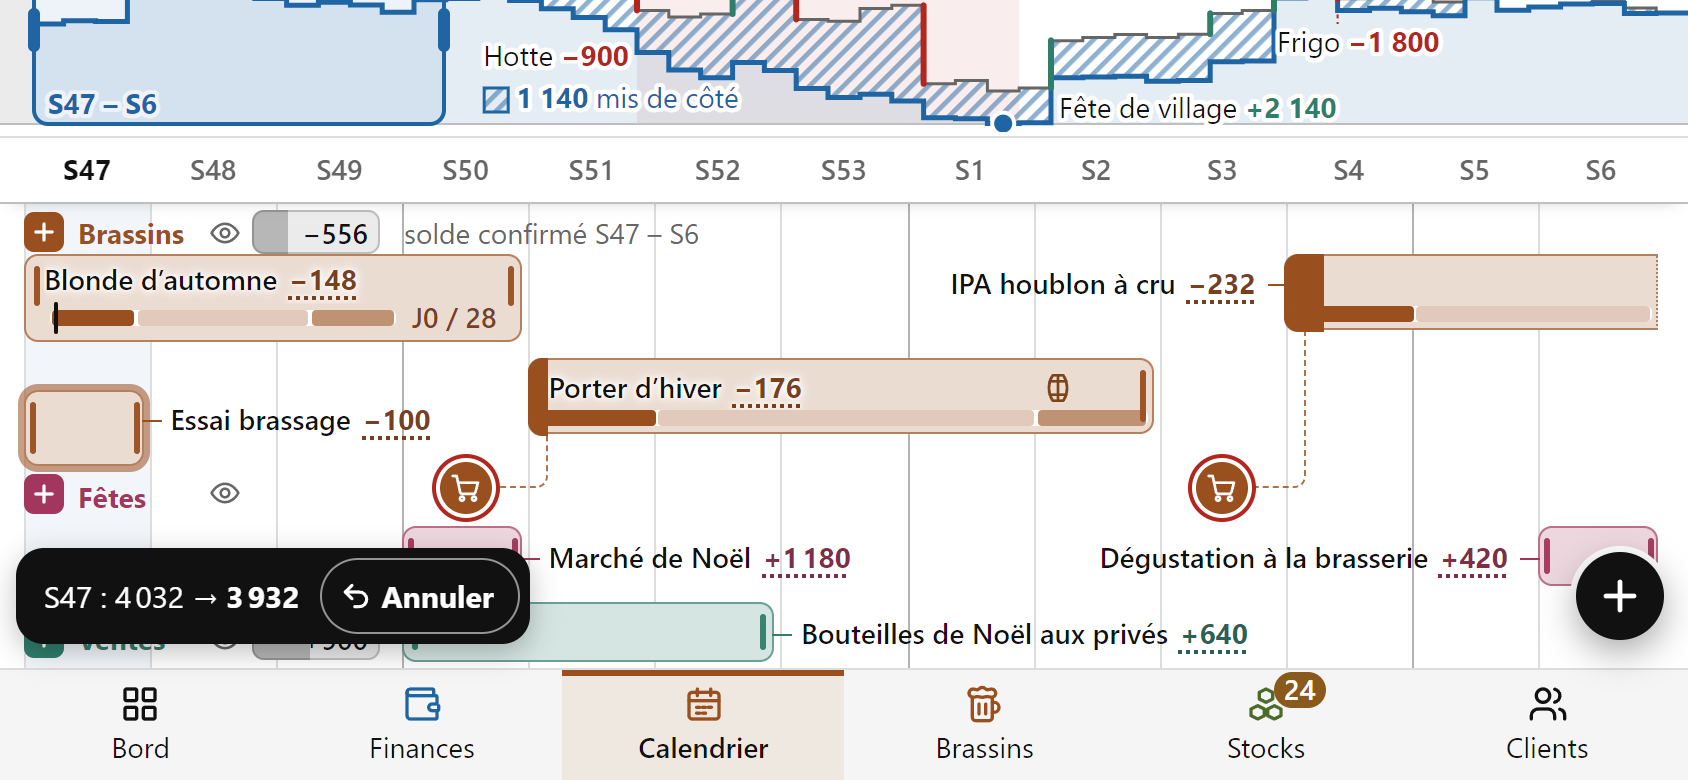 Hotte −900
Frigo −1 800
S47 – S6
1 140 mis de côté
Fête de village +2 140
S47 S48 S49 S50 S51 S52 S53 S1 S2 S3 S4 S5 S6
Brassins −556 solde confirmé S47 – S6
Blonde d’automne −148
IPA houblon à cru −232
J0 / 28
Porter d’hiver −176
Essai brassage −100
Fêtes
Marché de Noël +1 180
Dégustation à la brasserie +420
S47 : 4 032 → 3 932 Annuler
Bouteilles de Noël aux privés +640
Ventes
Bord Finances Calendrier Brassins 24 Stocks Clients